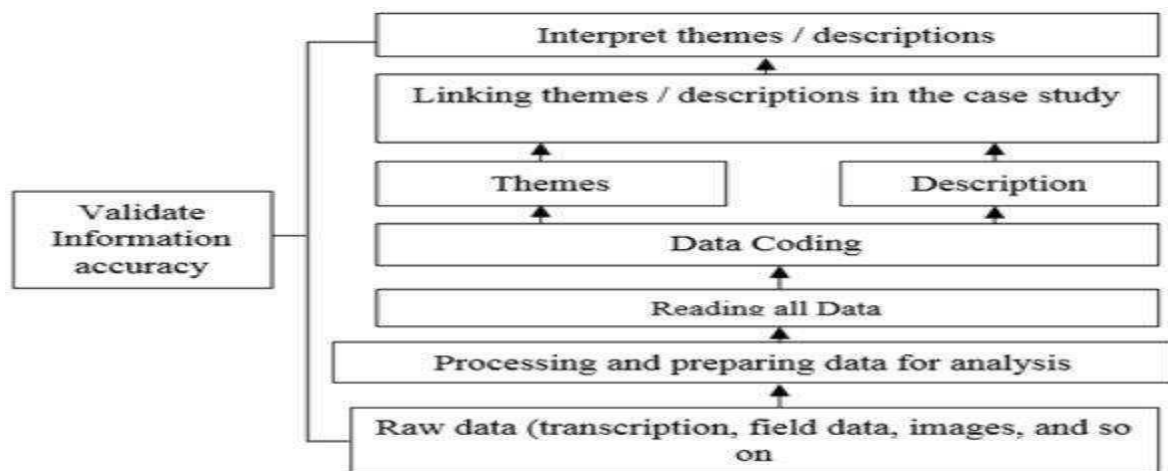 Interpret themes / descriptions
Linking themes / descriptions in the case study
Themes
Description
Validate
Information
accuracy
Data Coding
Reading all Data
Processing and preparing data for analysis
Raw data (transcription, field data, images, and so
on